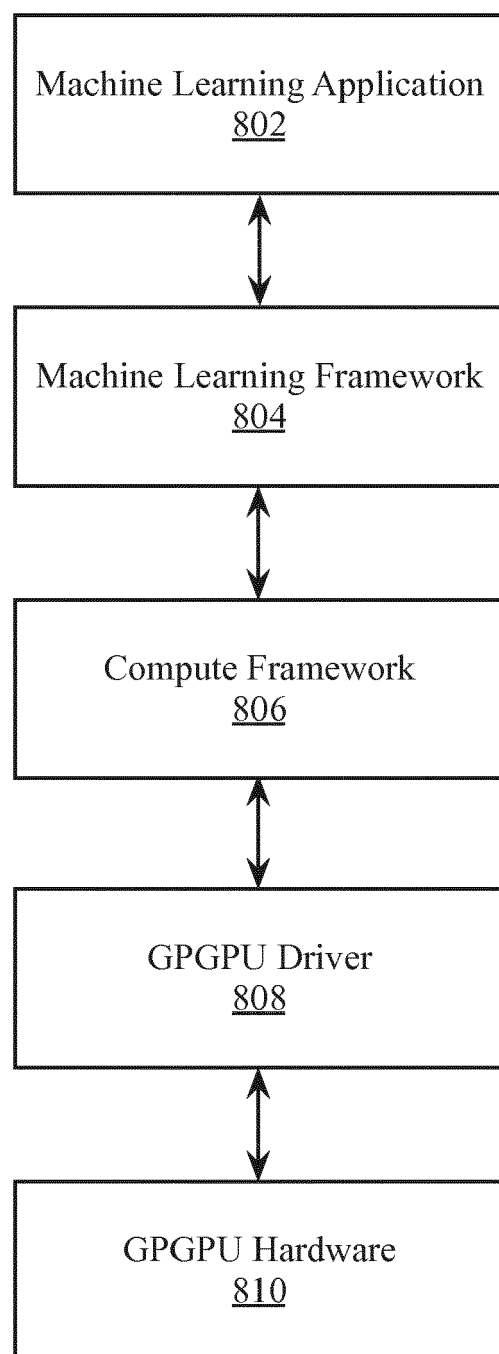 Machine Learning Application
802
Machine Learning Framework
804
Compute Framework
806
GPGPU Driver
808
GPGPU Hardware
810